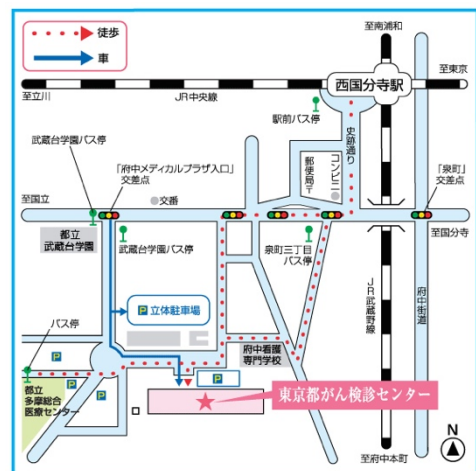 徒歩
車
至南浦和
西国分寺駅
至東京
至立川
JR中央線
駅前バス停
史跡通り
武蔵台学園バス停
「府中メディカルプラザ入口」
交差点
交番
郵便局〒
コンビニ
「泉町」
交差点
至国立
至国分寺
都立
武蔵台学園
武蔵台学園バス停
泉町三丁目
バス停
P 立体駐車場
JR武蔵野線
府中街道
バス停
P
府中看護
専門学校
P
P
都立
多摩総合
医療センター
東京都がん検診センター
至府中本町
N